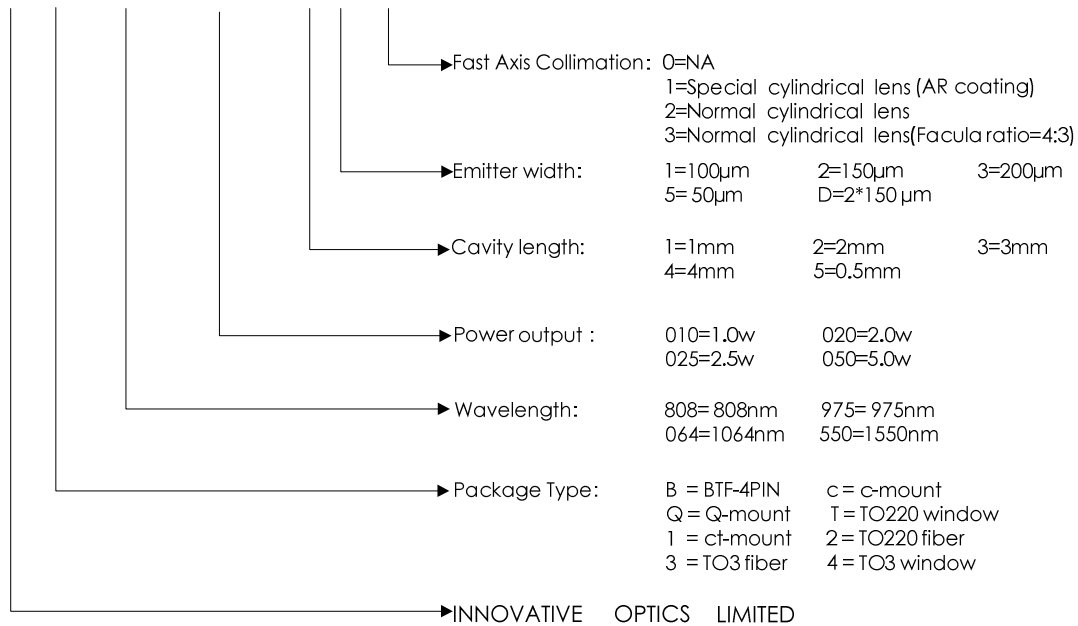 Fast Axis Collimation: 0=NA
1=Special cylindrical lens (AR coating)
2=Normal cylindrical lens
3=Normal cylindrical lens(Facula ratio=4:3)
Emitter width: 1=100µm 2=150µm 3=200µm
5= 50µm D=2*150 µm
Cavity length: 1=1mm 2=2mm 3=3mm
4=4mm 5=0.5mm
Power output : 010=1.0w 020=2.0w
025=2.5w 050=5.0w
Wavelength: 808= 808nm 975= 975nm
064=1064nm 550=1550nm
Package Type: B = BTF-4PIN c = c-mount
Q = Q-mount T = TO220 window
1 = ct-mount 2 = TO220 fiber
3 = TO3 fiber 4 = TO3 window
INNOVATIVE OPTICS LIMITED